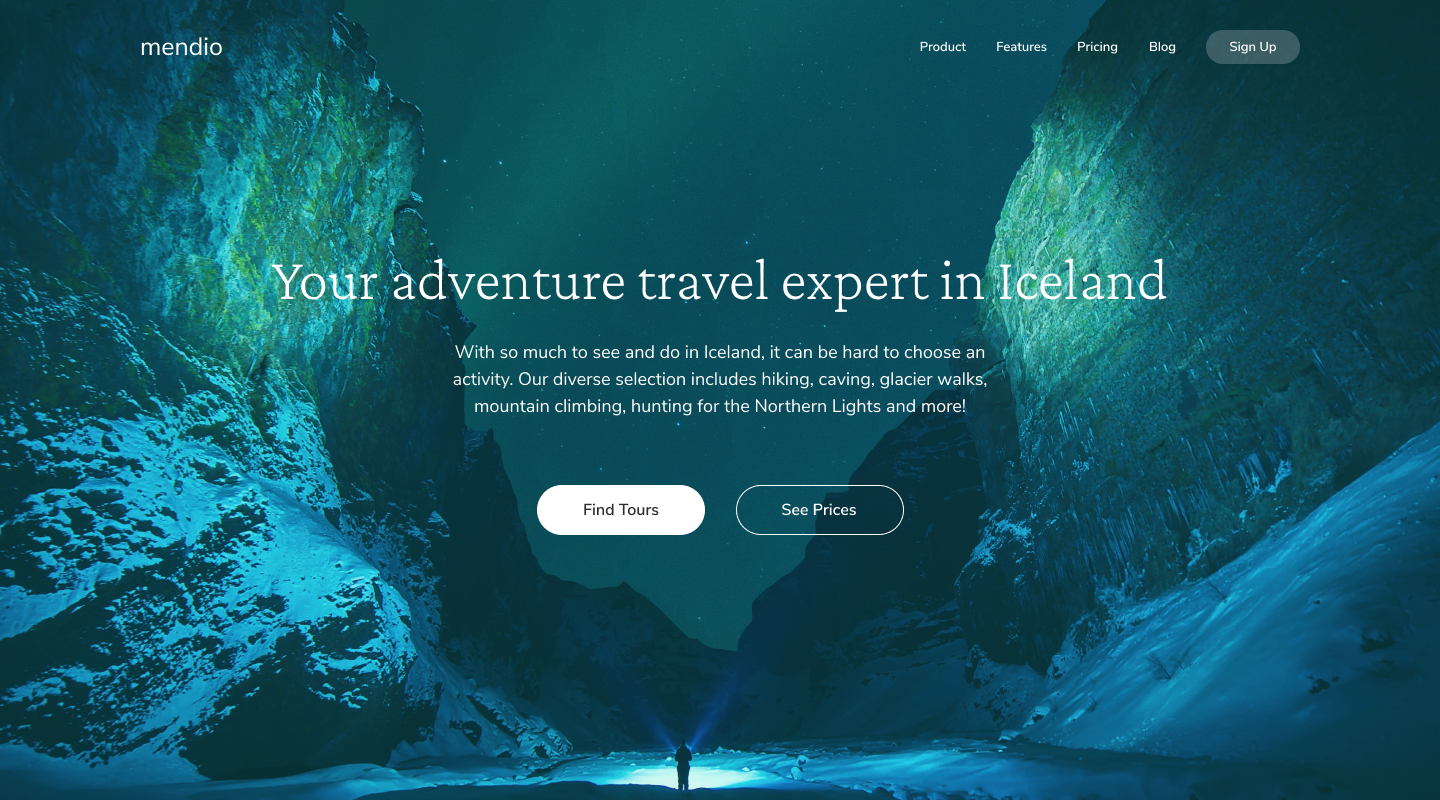 mendio
Product Features Pricing Blog Sign Up
Your adventure travel expert in Iceland
With so much to see and do in Iceland, it can be hard to choose an
activity. Our diverse selection includes hiking, caving, glacier walks,
mountain climbing, hunting for the Northern Lights and more!
Find Tours See Prices